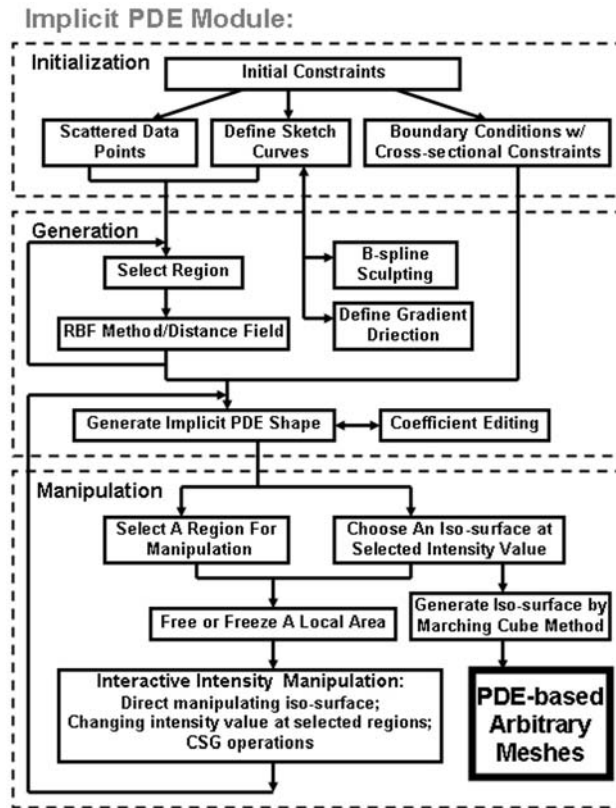 Implicit PDE Module:
Initialization
Initial Constraints
Scattered Data
Points
Define Sketch
Curves
Boundary Conditions w/
Cross-sectional Constraints
Generation
Select Region
B-spline
Sculpting
RBF Method/Distance Field
Define Gradient
Driection
Generate Implicit PDE Shape
Coefficient Editing
Manipulation
Select A Region For
Manipulation
Choose An Iso-surface at
Selected Intensity Value
Free or Freeze A Local Area
Generate Iso-surface by
Marching Cube Method
Interactive Intensity Manipulation:
Direct manipulating iso-surface;
Changing intensity value at selected regions;
CSG operations
PDE-based
Arbitrary
Meshes